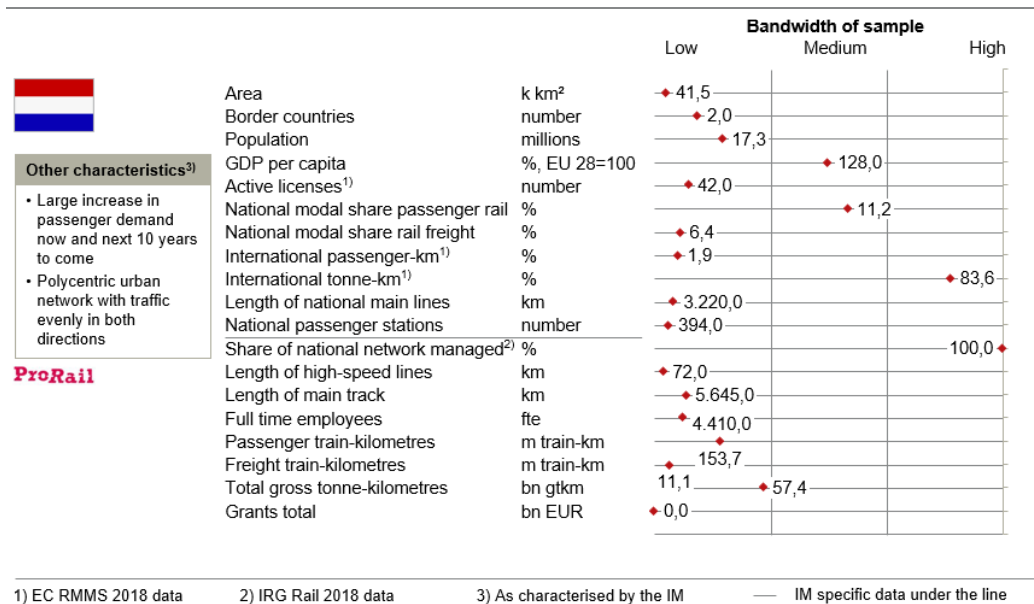 Bandwidth of sample
Low Medium High
Area k km² 41,5
Border countries number 2,0
Population millions 17,3
GDP per capita %, EU 28=100 128,0
Active licenses1) number 42,0
National modal share passenger rail % 11,2
National modal share rail freight % 6,4
International passenger-km1) % 1,9
International tonne-km1) % 83,6
Length of national main lines km 3.220,0
National passenger stations number 394,0
Share of national network managed2) % 100,0
Length of high-speed lines km 72,0
Length of main track km 5.645,0
Full time employees fte 4.410,0
Passenger train-kilometres m train-km 153,7
Freight train-kilometres m train-km 11,1
Total gross tonne-kilometres bn gtkm 57,4
Grants total bn EUR 0,0
Other characteristics3)
• Large increase in
passenger demand
now and next 10 years
to come
• Polycentric urban
network with traffic
evenly in both
directions
ProRail
1) EC RMMS 2018 data 2) IRG Rail 2018 data 3) As characterised by the IM IM specific data under the line